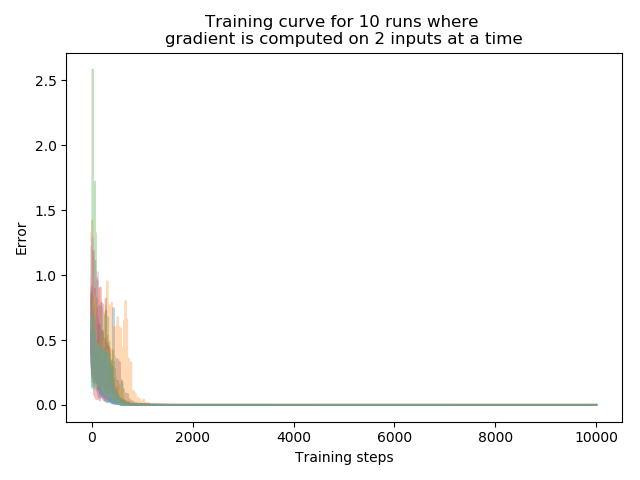 Training curve for 10 runs where
gradient is computed on 2 inputs at a time
2.5
2.0
1.5
1.0
0.5
0.0
Error
0 2000 4000 6000 8000 10000
Training steps